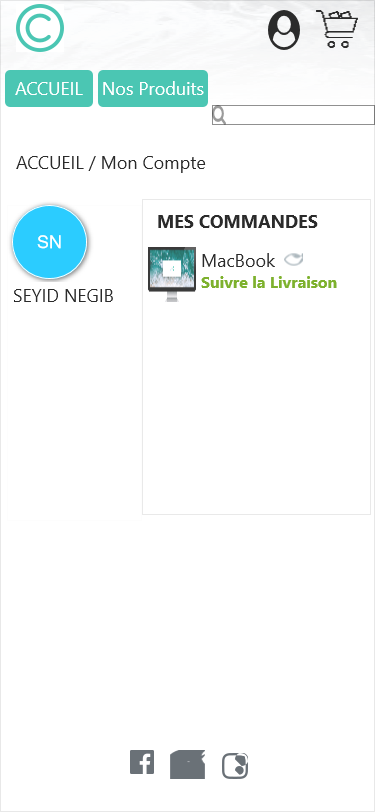 ©
ACCUEIL
Nos Produits
ACCUEIL / Mon Compte
SN
SEYID NEGIB
MES COMMANDES
MacBook
Suivre la Livraison